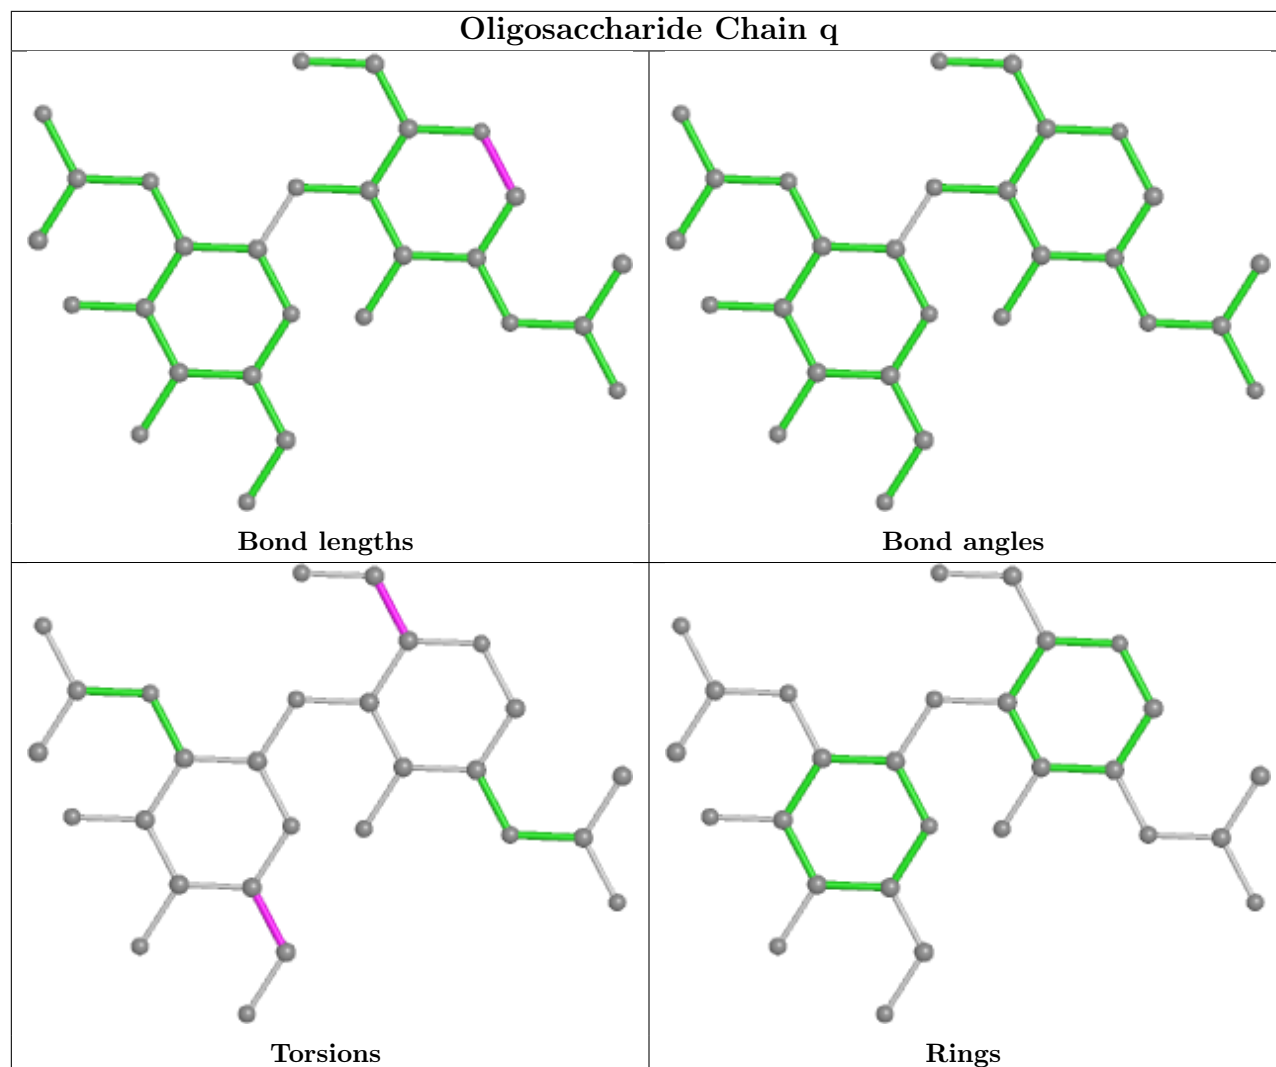 Oligosaccharide Chain q
Bond lengths
Bond angles
Torsions
Rings